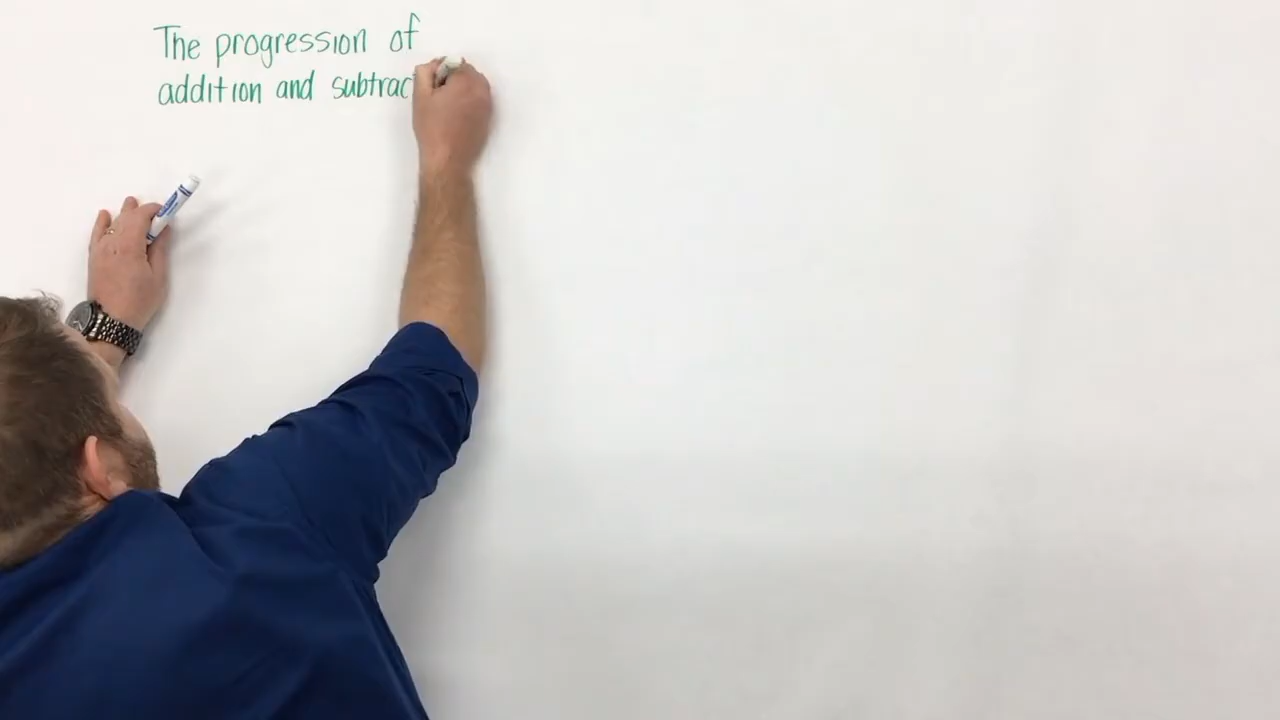 The progression of
addition and subtrac